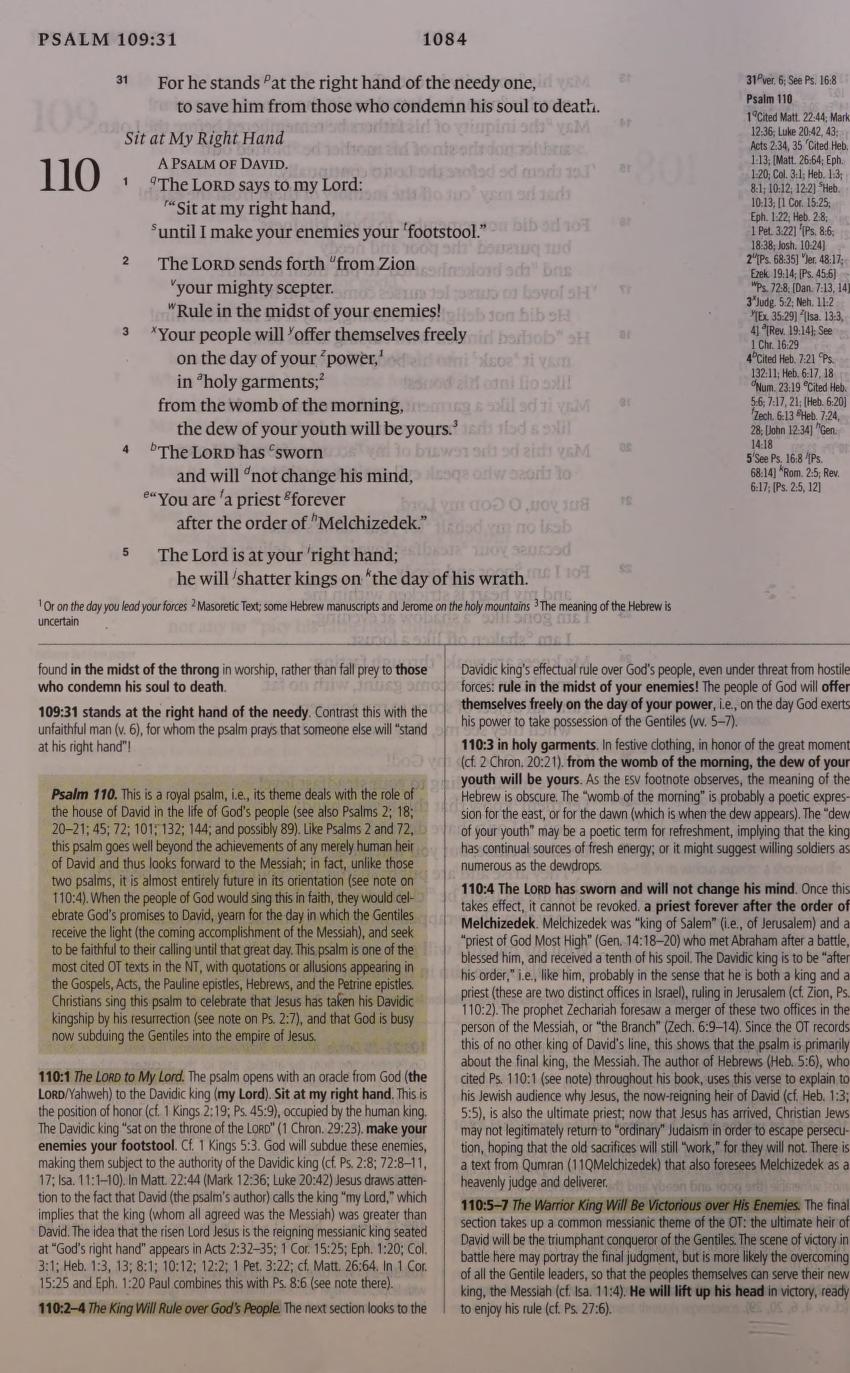 PSALM 109:31 1084
31 For he stands ᵖat the right hand of the needy one,
to save him from those who condemn his soul to death.
Sit at My Right Hand
110 A PSALM OF DAVID.
1 ᑫThe LORD says to my Lord:
ʳ“Sit at my right hand,
ˢuntil I make your enemies your ᵗfootstool.”
2 The LORD sends forth ᵘfrom Zion
ᵛyour mighty scepter.
ʷRule in the midst of your enemies!
3 ˣYour people will ʸoffer themselves freely
on the day of your ᶻpower,¹
in ᵃholy garments;²
from the womb of the morning,
the dew of your youth will be yours.³
4 ᵇThe LORD has ᶜsworn
and will ᵈnot change his mind,
ᵉ“You are ᶠa priest ᵍforever
after the order of ʰMelchizedek.”
5 The Lord is at your ⁱright hand;
he will ʲshatter kings on ᵏthe day of his wrath.
31ᵖver. 6; See Ps. 16:8
Psalm 110
1ᑫCited Matt. 22:44; Mark
12:36; Luke 20:42, 43;
Acts 2:34, 35 ʳCited Heb.
1:13; [Matt. 26:64; Eph.
1:20; Col. 3:1; Heb. 1:3;
8:1; 10:12; 12:2] ˢHeb.
10:13; [1 Cor. 15:25;
Eph. 1:22; Heb. 2:8;
1 Pet. 3:22] ᵗ[Ps. 8:6;
18:38; Josh. 10:24]
2ᵘ[Ps. 68:35] ᵛJer. 48:17;
Ezek. 19:14; [Ps. 45:6]
ʷPs. 72:8; [Dan. 7:13, 14]
3ˣJudg. 5:2; Neh. 11:2
ʸ[Ex. 35:29] ᶻ[Isa. 13:3,
4] ᵃ[Rev. 19:14]; See
1 Chr. 16:29
4ᵇCited Heb. 7:21 ᶜPs.
132:11; Heb. 6:17, 18
ᵈNum. 23:19 ᵉCited Heb.
5:6; 7:17, 21; [Heb. 6:20]
ᶠZech. 6:13 ᵍHeb. 7:24,
28; [John 12:34] ʰGen.
14:18
5ⁱSee Ps. 16:8 ʲ[Ps.
68:14] ᵏRom. 2:5; Rev.
6:17; [Ps. 2:5, 12]
¹ Or on the day you lead your forces ² Masoretic Text; some Hebrew manuscripts and Jerome on the holy mountains ³ The meaning of the Hebrew is
uncertain
found in the midst of the throng in worship, rather than fall prey to those
who condemn his soul to death.
109:31 stands at the right hand of the needy. Contrast this with the
unfaithful man (v. 6), for whom the psalm prays that someone else will “stand
at his right hand”!
Psalm 110. This is a royal psalm, i.e., its theme deals with the role of
the house of David in the life of God’s people (see also Psalms 2; 18;
20–21; 45; 72; 101; 132; 144; and possibly 89). Like Psalms 2 and 72,
this psalm goes well beyond the achievements of any merely human heir
of David and thus looks forward to the Messiah; in fact, unlike those
two psalms, it is almost entirely future in its orientation (see note on
110:4). When the people of God would sing this in faith, they would cel-
ebrate God’s promises to David, yearn for the day in which the Gentiles
receive the light (the coming accomplishment of the Messiah), and seek
to be faithful to their calling until that great day. This psalm is one of the
most cited OT texts in the NT, with quotations or allusions appearing in
the Gospels, Acts, the Pauline epistles, Hebrews, and the Petrine epistles.
Christians sing this psalm to celebrate that Jesus has taken his Davidic
kingship by his resurrection (see note on Ps. 2:7), and that God is busy
now subduing the Gentiles into the empire of Jesus.
110:1 The LORD to My Lord. The psalm opens with an oracle from God (the
LORD/Yahweh) to the Davidic king (my Lord). Sit at my right hand. This is
the position of honor (cf. 1 Kings 2:19; Ps. 45:9), occupied by the human king.
The Davidic king “sat on the throne of the LORD” (1 Chron. 29:23). make your
enemies your footstool. Cf. 1 Kings 5:3. God will subdue these enemies,
making them subject to the authority of the Davidic king (cf. Ps. 2:8; 72:8–11,
17; Isa. 11:1–10). In Matt. 22:44 (Mark 12:36; Luke 20:42) Jesus draws atten-
tion to the fact that David (the psalm’s author) calls the king “my Lord,” which
implies that the king (whom all agreed was the Messiah) was greater than
David. The idea that the risen Lord Jesus is the reigning messianic king seated
at “God’s right hand” appears in Acts 2:32–35; 1 Cor. 15:25; Eph. 1:20; Col.
3:1; Heb. 1:3, 13; 8:1; 10:12; 12:2; 1 Pet. 3:22; cf. Matt. 26:64. In 1 Cor.
15:25 and Eph. 1:20 Paul combines this with Ps. 8:6 (see note there).
110:2–4 The King Will Rule over God’s People. The next section looks to the
Davidic king’s effectual rule over God’s people, even under threat from hostile
forces: rule in the midst of your enemies! The people of God will offer
themselves freely on the day of your power, i.e., on the day God exerts
his power to take possession of the Gentiles (vv. 5–7).
110:3 in holy garments. In festive clothing, in honor of the great moment
(cf. 2 Chron. 20:21). from the womb of the morning, the dew of your
youth will be yours. As the ESV footnote observes, the meaning of the
Hebrew is obscure. The “womb of the morning” is probably a poetic expres-
sion for the east, or for the dawn (which is when the dew appears). The “dew
of your youth” may be a poetic term for refreshment, implying that the king
has continual sources of fresh energy; or it might suggest willing soldiers as
numerous as the dewdrops.
110:4 The LORD has sworn and will not change his mind. Once this
takes effect, it cannot be revoked. a priest forever after the order of
Melchizedek. Melchizedek was “king of Salem” (i.e., of Jerusalem) and a
“priest of God Most High” (Gen. 14:18–20) who met Abraham after a battle,
blessed him, and received a tenth of his spoil. The Davidic king is to be “after
his order,” i.e., like him, probably in the sense that he is both a king and a
priest (these are two distinct offices in Israel), ruling in Jerusalem (cf. Zion, Ps.
110:2). The prophet Zechariah foresaw a merger of these two offices in the
person of the Messiah, or “the Branch” (Zech. 6:9–14). Since the OT records
this of no other king of David’s line, this shows that the psalm is primarily
about the final king, the Messiah. The author of Hebrews (Heb. 5:6), who
cited Ps. 110:1 (see note) throughout his book, uses this verse to explain to
his Jewish audience why Jesus, the now-reigning heir of David (cf. Heb. 1:3;
5:5), is also the ultimate priest; now that Jesus has arrived, Christian Jews
may not legitimately return to “ordinary” Judaism in order to escape persecu-
tion, hoping that the old sacrifices will still “work,” for they will not. There is
a text from Qumran (11QMelchizedek) that also foresees Melchizedek as a
heavenly judge and deliverer.
110:5–7 The Warrior King Will Be Victorious over His Enemies. The final
section takes up a common messianic theme of the OT: the ultimate heir of
David will be the triumphant conqueror of the Gentiles. The scene of victory in
battle here may portray the final judgment, but is more likely the overcoming
of all the Gentile leaders, so that the peoples themselves can serve their new
king, the Messiah (cf. Isa. 11:4). He will lift up his head in victory, ready
to enjoy his rule (cf. Ps. 27:6).